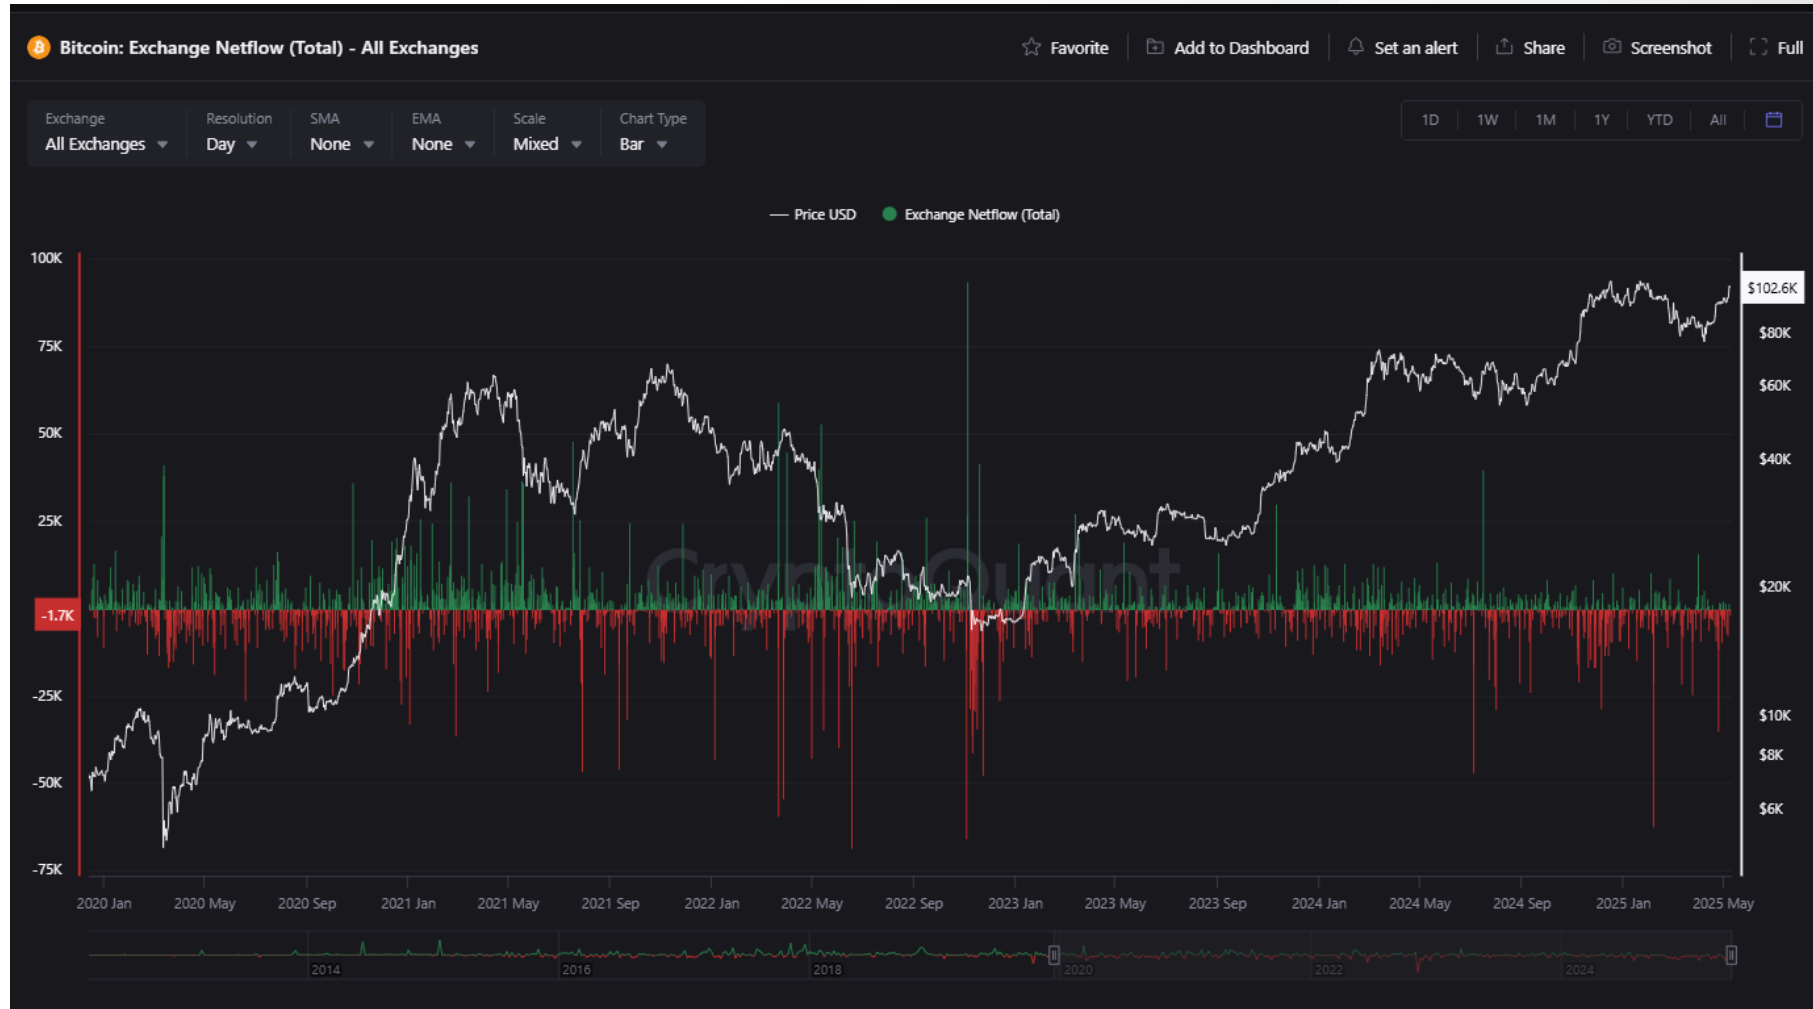 Bitcoin: Exchange Netflow (Total) - All Exchanges
Favorite
Add to Dashboard
Set an alert
Share
Screenshot
Full
Exchange
All Exchanges
Resolution
Day
SMA
None
EMA
None
Scale
Mixed
Chart Type
Bar
1D 1W 1M 1Y YTD All
Price USD
Exchange Netflow (Total)
100K
75K
50K
25K
-1.7K
-25K
-50K
-75K
$102.6K
$80K
$60K
$40K
$20K
$10K
$8K
$6K
CryptoQuant
2020 Jan 2020 May 2020 Sep 2021 Jan 2021 May 2021 Sep 2022 Jan 2022 May 2022 Sep 2023 Jan 2023 May 2023 Sep 2024 Jan 2024 May 2024 Sep 2025 Jan 2025 May
2014 2016 2018 2020 2022 2024